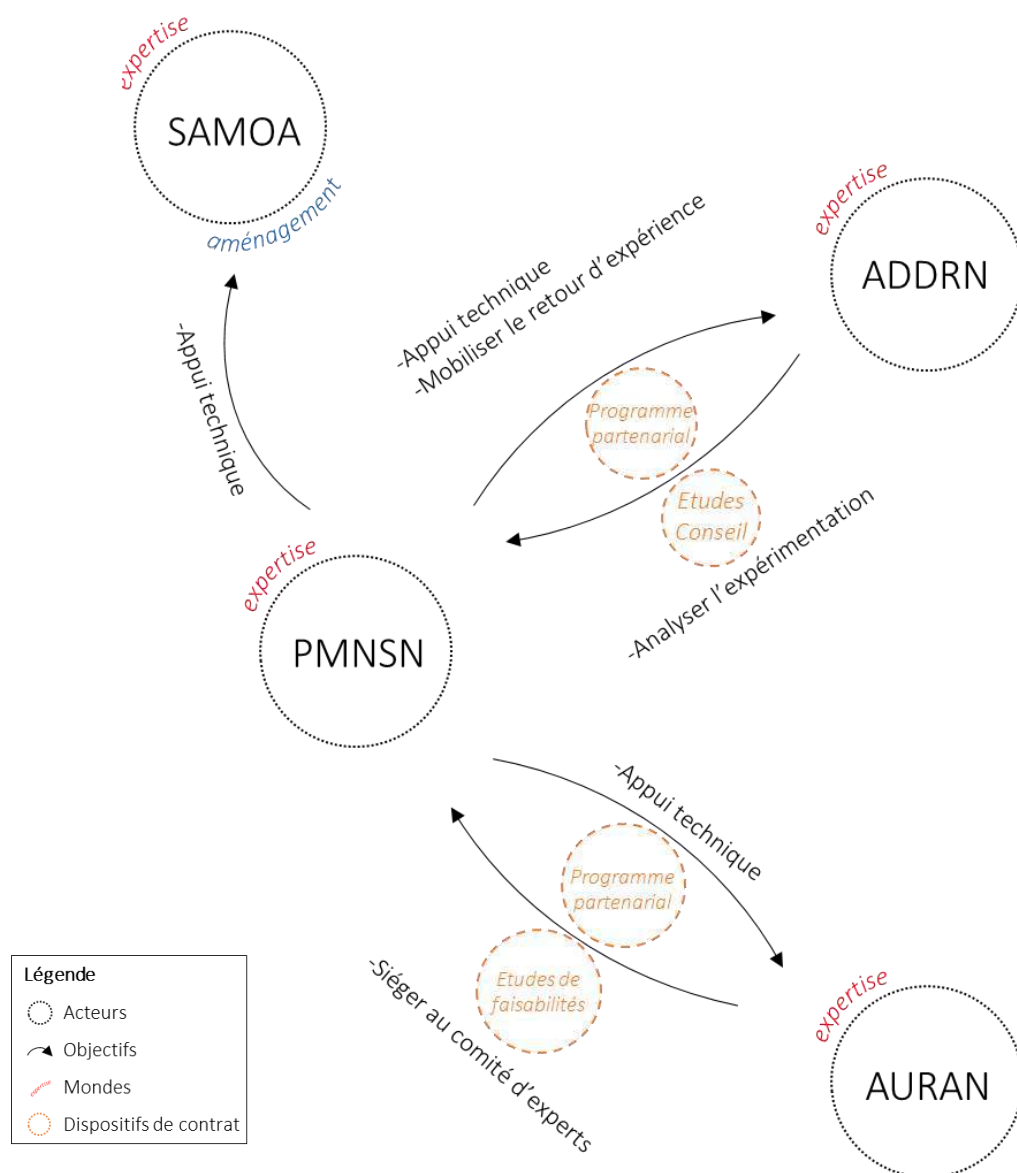 expertise
SAMOA
aménagement
expertise
ADDRN
-Appui technique
-Mobiliser le retour d'expérience
-Appui technique
Programme
partenarial
Etudes
Conseil
-Analyser l'expérimentation
expertise
PMNSN
-Appui technique
Programme
partenarial
Etudes de
faisabilités
-Siéger au comité d'experts
expertise
AURAN
Légende
Acteurs
Objectifs
expertise
Mondes
Dispositifs de contrat